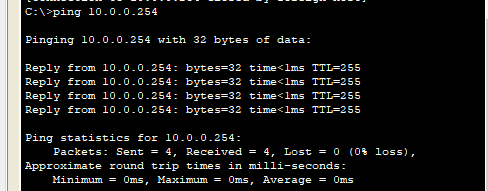 C:\>ping 10.0.0.254
Pinging 10.0.0.254 with 32 bytes of data:
Reply from 10.0.0.254: bytes=32 time<1ms TTL=255
Reply from 10.0.0.254: bytes=32 time<1ms TTL=255
Reply from 10.0.0.254: bytes=32 time<1ms TTL=255
Reply from 10.0.0.254: bytes=32 time<1ms TTL=255
Ping statistics for 10.0.0.254:
Packets: Sent = 4, Received = 4, Lost = 0 (0% loss),
Approximate round trip times in milli-seconds:
Minimum = 0ms, Maximum = 0ms, Average = 0ms